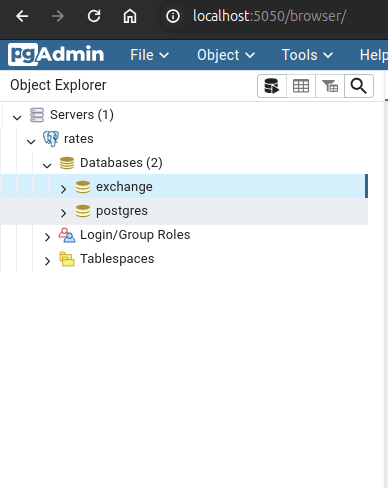 localhost:5050/browser/
pgAdmin File Object Tools Help
Object Explorer
Servers (1)
rates
Databases (2)
exchange
postgres
Login/Group Roles
Tablespaces